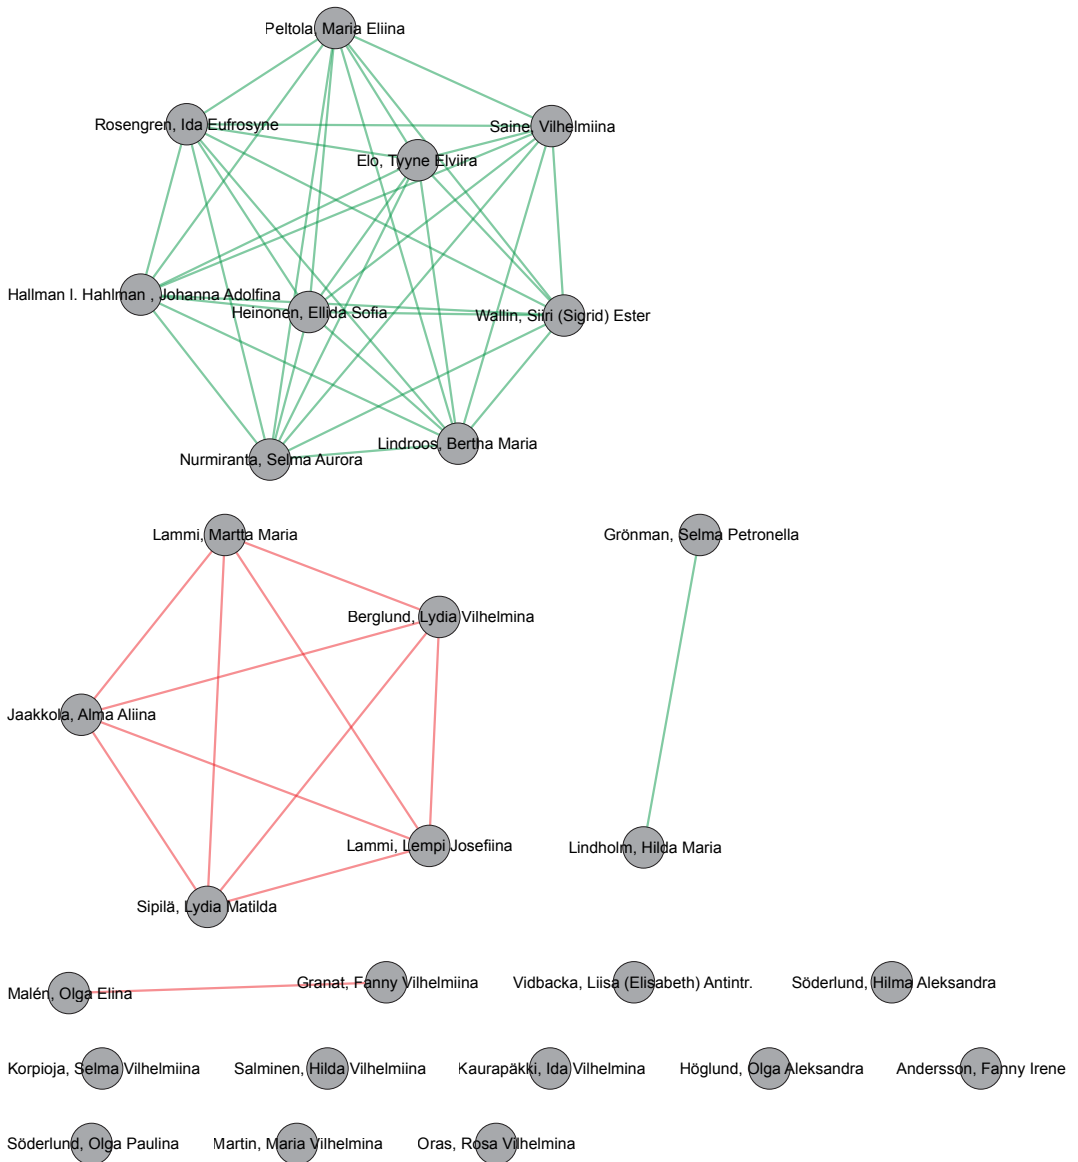 Peltola, Maria Eliina
Rosengren, Ida Eufrosyne
Saine, Vilhelmiina
Elo, Tyyne Elviira
Hallman l. Hahlman , Johanna Adolfina
Heinonen, Ellida Sofia
Wallin, Siiri (Sigrid) Ester
Lindroos, Bertha Maria
Nurmiranta, Selma Aurora
Lammi, Martta Maria
Grönman, Selma Petronella
Berglund, Lydia Vilhelmina
Jaakkola, Alma Aliina
Lammi, Lempi Josefiina
Lindholm, Hilda Maria
Sipilä, Lydia Matilda
Malén, Olga Elina
Granat, Fanny Vilhelmiina
Vidbacka, Liisa (Elisabeth) Antintr.
Söderlund, Hilma Aleksandra
Korpioja, Selma Vilhelmiina
Salminen, Hilda Vilhelmiina
Kaurapäkki, Ida Vilhelmina
Höglund, Olga Aleksandra
Andersson, Fanny Irene
Söderlund, Olga Paulina
Martin, Maria Vilhelmina
Oras, Rosa Vilhelmina